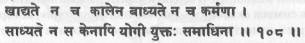 खाद्यते न च कालेन बाध्यते न च कर्मणा ।
साध्यते न स केनापि योगी युक्तः समाधिना ॥ १०८ ॥